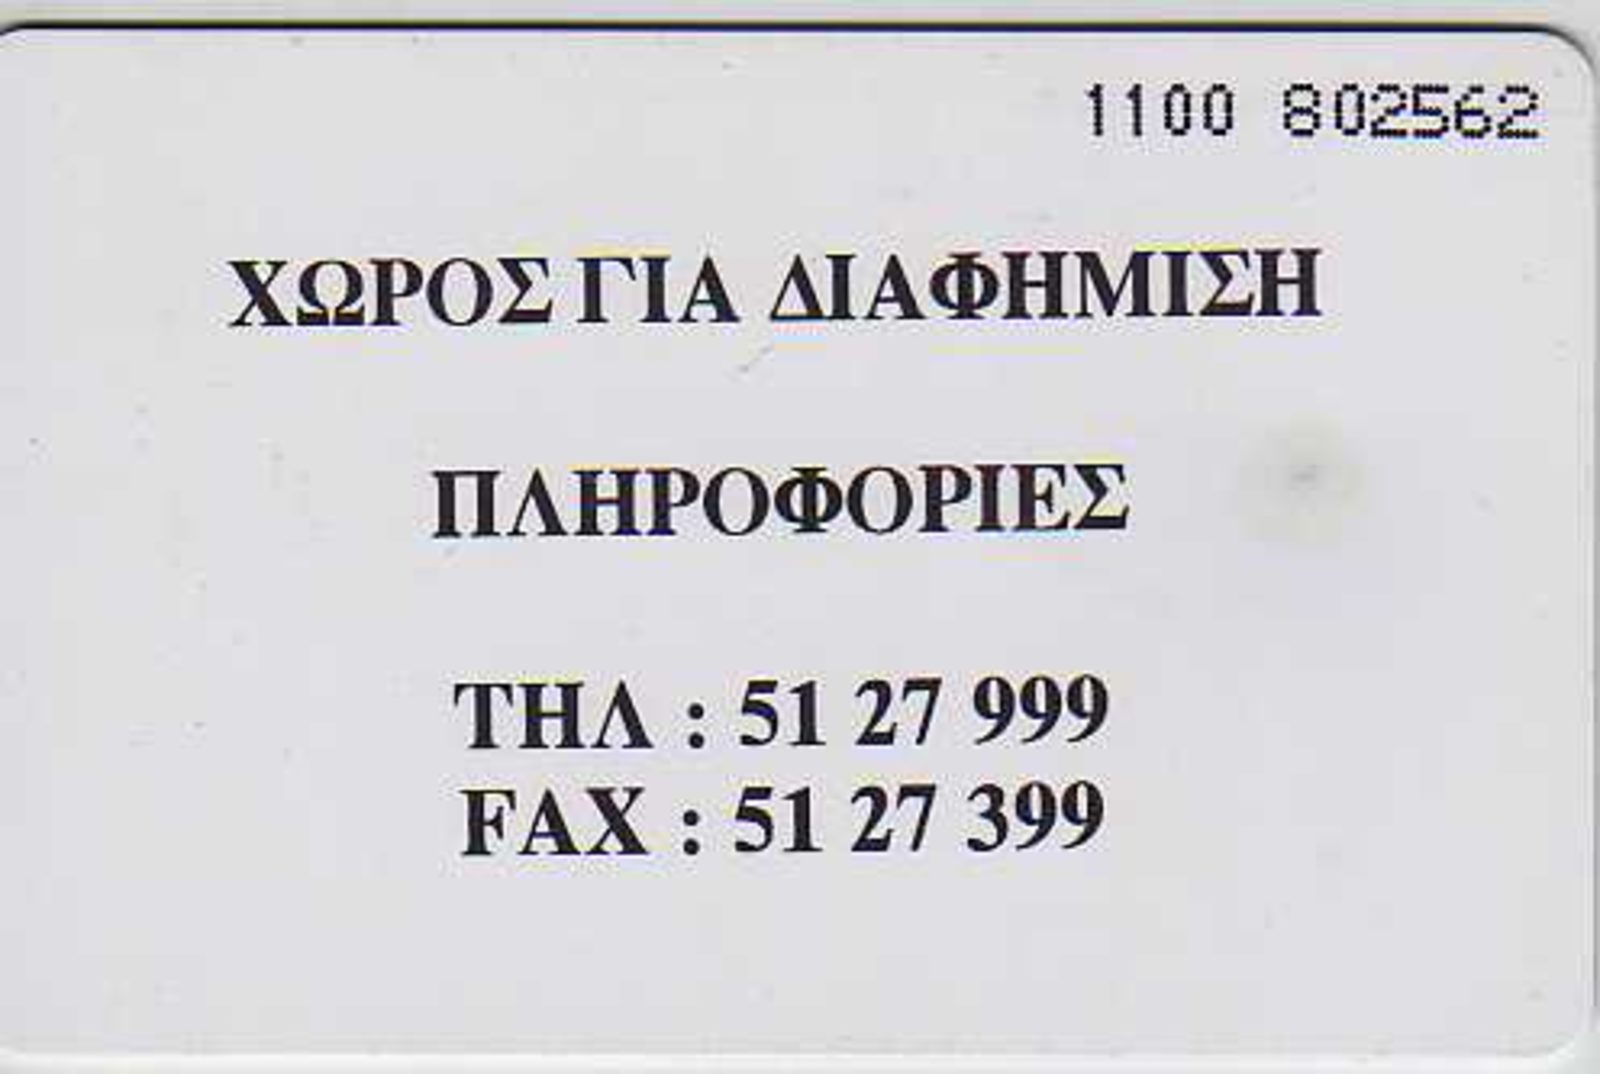 1100 802562
ΧΩΡΟΣ ΓΙΑ ΔΙΑΦΗΜΙΣΗ
ΠΛΗΡΟΦΟΡΙΕΣ
ΤΗΛ : 51 27 999
FAX : 51 27 399